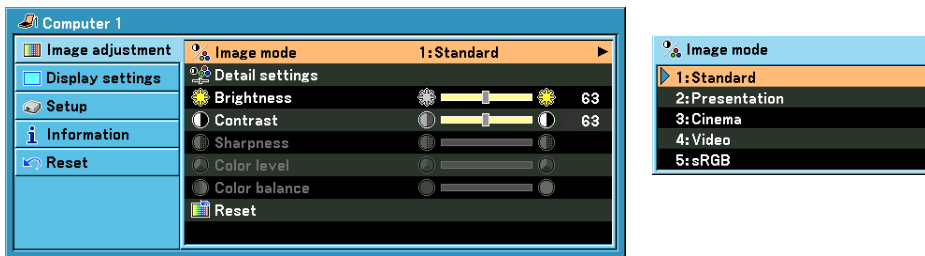 Computer 1
Image adjustment
Display settings
Setup
Information
Reset
Image mode 1:Standard
Detail settings
Brightness 63
Contrast 63
Sharpness
Color level
Color balance
Reset
Image mode
1:Standard
2:Presentation
3:Cinema
4:Video
5:sRGB